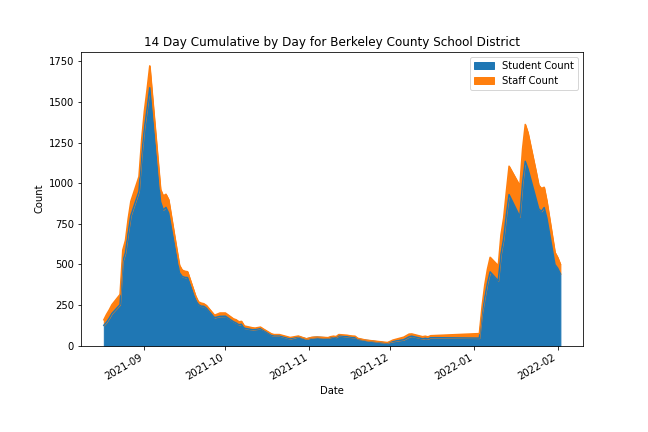 14 Day Cumulative by Day for Berkeley County School District
Student Count
Staff Count
1750
1500
1250
1000
750
500
250
0
Count
2021-09
2021-10
2021-11
2021-12
2022-01
2022-02
Date